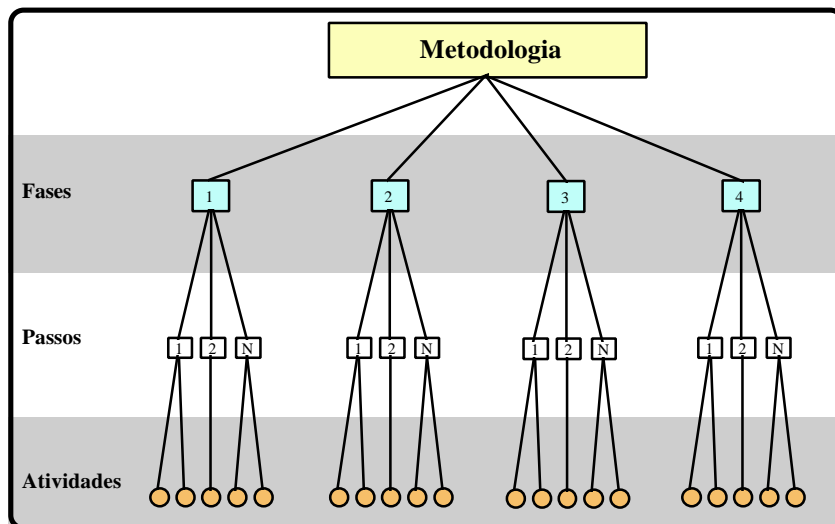 Metodologia
Fases
1 2 3 4
Passos
1 2 N 1 2 N 1 2 N 1 2 N
Atividades